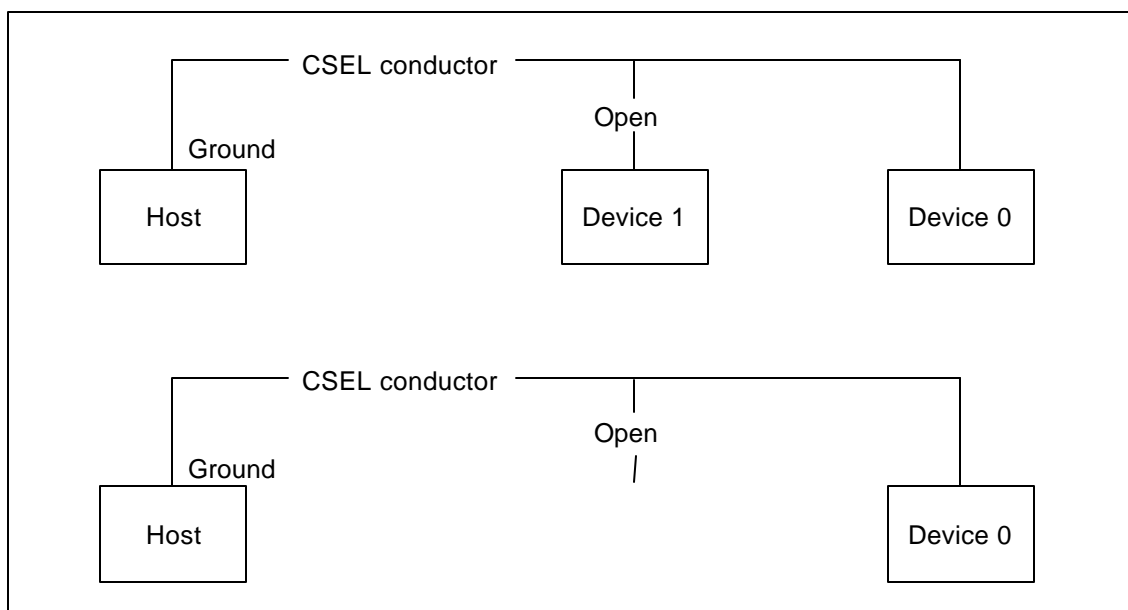 CSEL conductor
Open
Ground
Host
Device 1
Device 0
CSEL conductor
Open
Ground
Host
Device 0